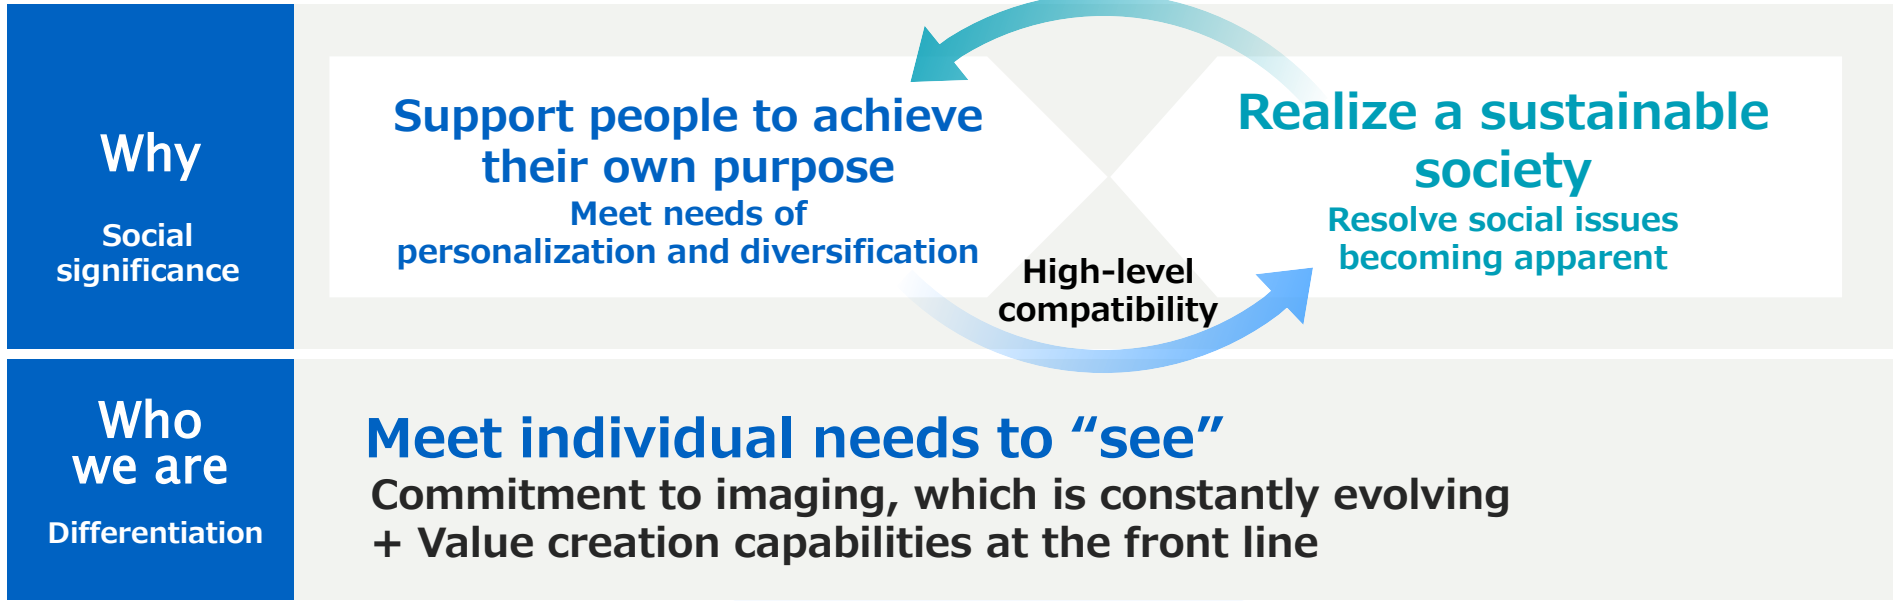 Why
Social
significance
Support people to achieve
their own purpose
Meet needs of
personalization and diversification
High-level
compatibility
Realize a sustainable
society
Resolve social issues
becoming apparent
Who
we are
Differentiation
Meet individual needs to “see”
Commitment to imaging, which is constantly evolving
+ Value creation capabilities at the front line